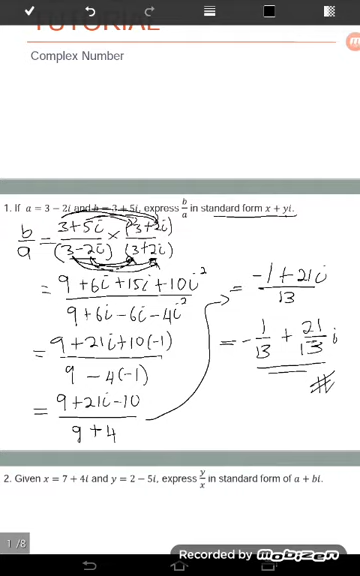 TUTORIAL
Complex Number
1. If a = 3 − 2i and b = 3 + 5i, express b/a in standard form x + yi.
b/a = (3+5i)/(3−2i) × (3+2i)/(3+2i)
= (9 + 6i + 15i + 10i²)/(9 + 6i − 6i − 4i²)
= (9 + 21i + 10(−1))/(9 − 4(−1))
= (9 + 21i − 10)/(9 + 4)
= (−1 + 21i)/13
= −1/13 + 21/13 i
#
2. Given x = 7 + 4i and y = 2 − 5i, express y/x in standard form of a + bi.
1 / 8
Recorded by mobizen